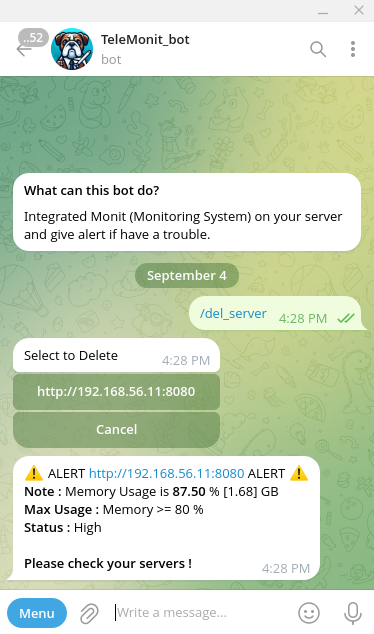 ..52
TeleMonit_bot
bot
What can this bot do?
Integrated Monit (Monitoring System) on your server
and give alert if have a trouble.
September 4
/del_server 4:28 PM
Select to Delete 4:28 PM
http://192.168.56.11:8080
Cancel
⚠️ ALERT http://192.168.56.11:8080 ALERT ⚠️
Note : Memory Usage is 87.50 % [1.68] GB
Max Usage : Memory >= 80 %
Status : High
Please check your servers ! 4:28 PM
Menu Write a message...